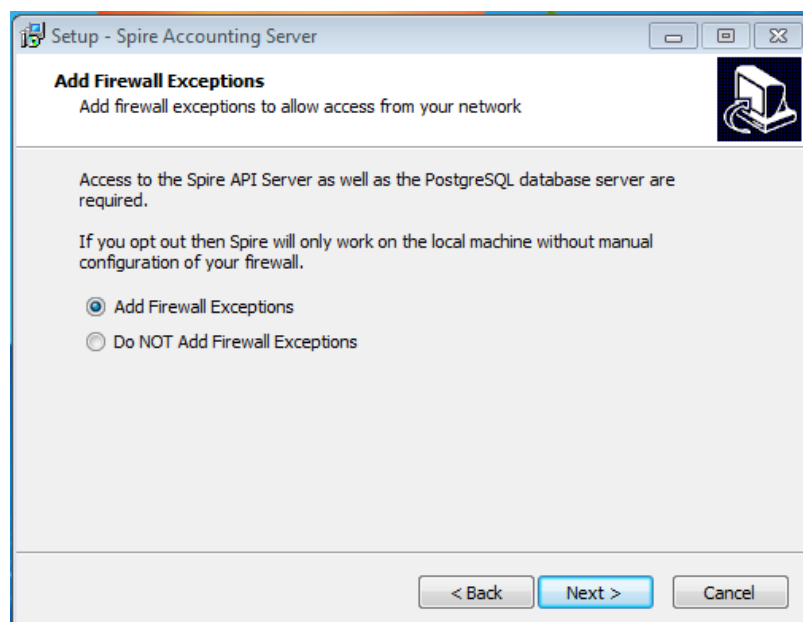 Setup - Spire Accounting Server
Add Firewall Exceptions
Add firewall exceptions to allow access from your network
Access to the Spire API Server as well as the PostgreSQL database server are
required.
If you opt out then Spire will only work on the local machine without manual
configuration of your firewall.
Add Firewall Exceptions
Do NOT Add Firewall Exceptions
< Back Next > Cancel